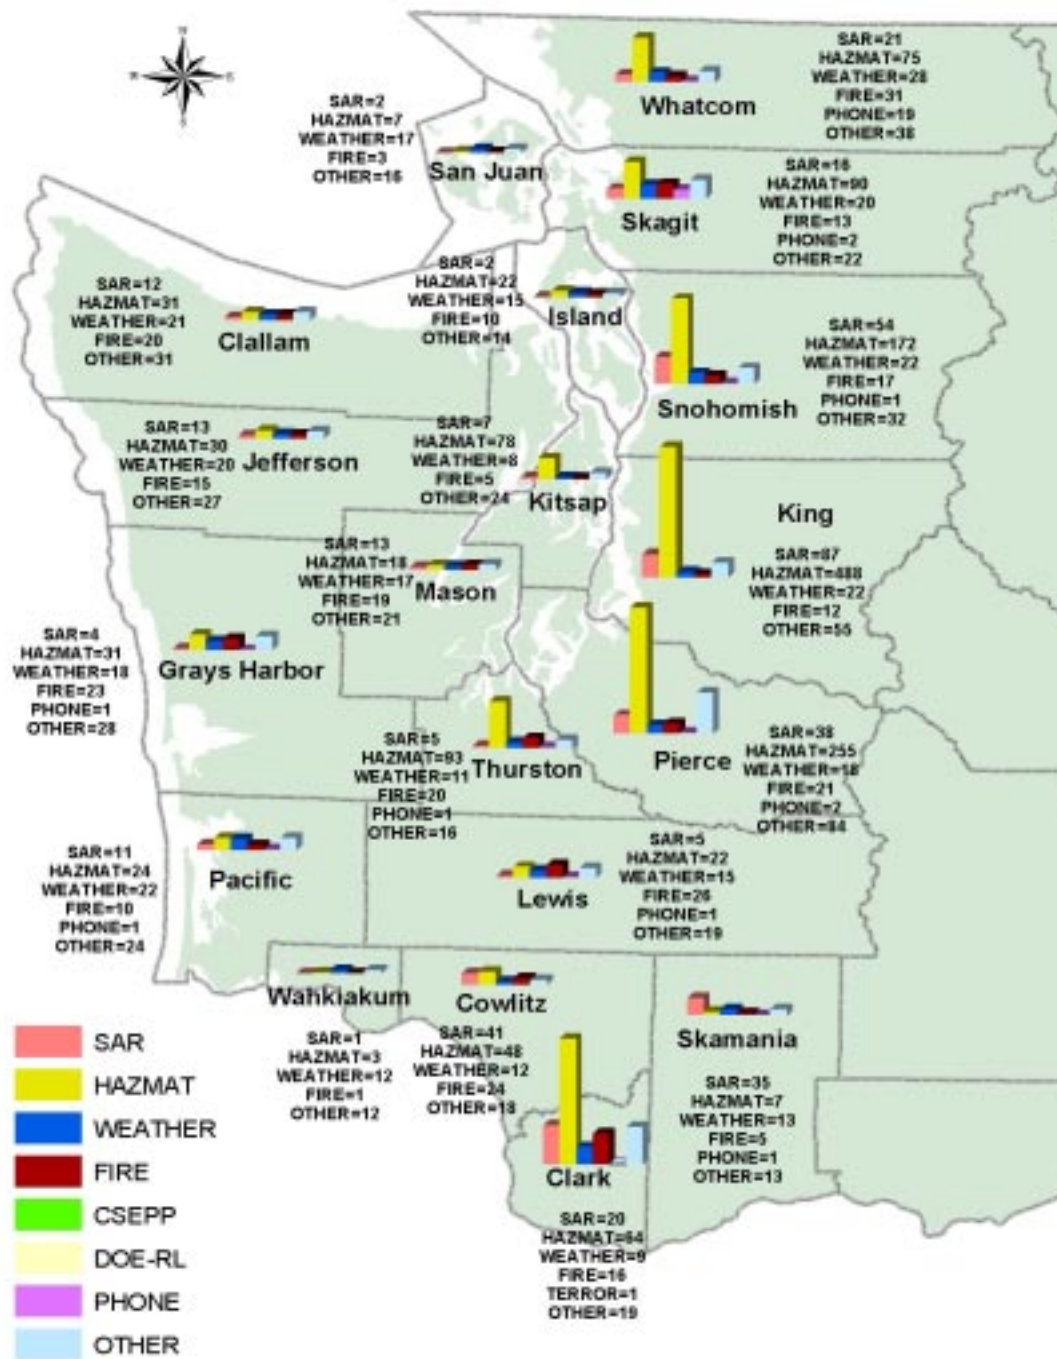 N
W
E
S
SAR=21
HAZMAT=75
WEATHER=28
FIRE=31
PHONE=19
OTHER=38
Whatcom
SAR=2
HAZMAT=7
WEATHER=17
FIRE=3
OTHER=16
San Juan
SAR=16
HAZMAT=90
WEATHER=20
FIRE=13
PHONE=2
OTHER=22
Skagit
SAR=2
HAZMAT=22
WEATHER=15
FIRE=10
OTHER=14
Island
SAR=12
HAZMAT=31
WEATHER=21
FIRE=20
OTHER=31
Clallam
SAR=54
HAZMAT=172
WEATHER=22
FIRE=17
PHONE=1
OTHER=32
Snohomish
SAR=13
HAZMAT=30
WEATHER=20
FIRE=15
OTHER=27
Jefferson
SAR=7
HAZMAT=78
WEATHER=8
FIRE=5
OTHER=24
Kitsap
King
SAR=87
HAZMAT=488
WEATHER=22
FIRE=12
OTHER=55
SAR=13
HAZMAT=18
WEATHER=17
FIRE=19
OTHER=21
Mason
SAR=4
HAZMAT=31
WEATHER=18
FIRE=23
PHONE=1
OTHER=28
Grays Harbor
SAR=5
HAZMAT=93
WEATHER=11
FIRE=20
PHONE=1
OTHER=16
Thurston
Pierce
SAR=38
HAZMAT=255
WEATHER=18
FIRE=21
PHONE=2
OTHER=84
SAR=11
HAZMAT=24
WEATHER=22
FIRE=10
PHONE=1
OTHER=24
Pacific
Lewis
SAR=5
HAZMAT=22
WEATHER=15
FIRE=26
PHONE=1
OTHER=19
Wahkiakum
SAR=1
HAZMAT=3
WEATHER=12
FIRE=1
OTHER=12
Cowlitz
SAR=41
HAZMAT=48
WEATHER=12
FIRE=24
OTHER=18
Skamania
SAR=35
HAZMAT=7
WEATHER=13
FIRE=5
PHONE=1
OTHER=13
Clark
SAR=20
HAZMAT=64
WEATHER=9
FIRE=16
TERROR=1
OTHER=19
SAR
HAZMAT
WEATHER
FIRE
CSEPP
DOE-RL
PHONE
OTHER